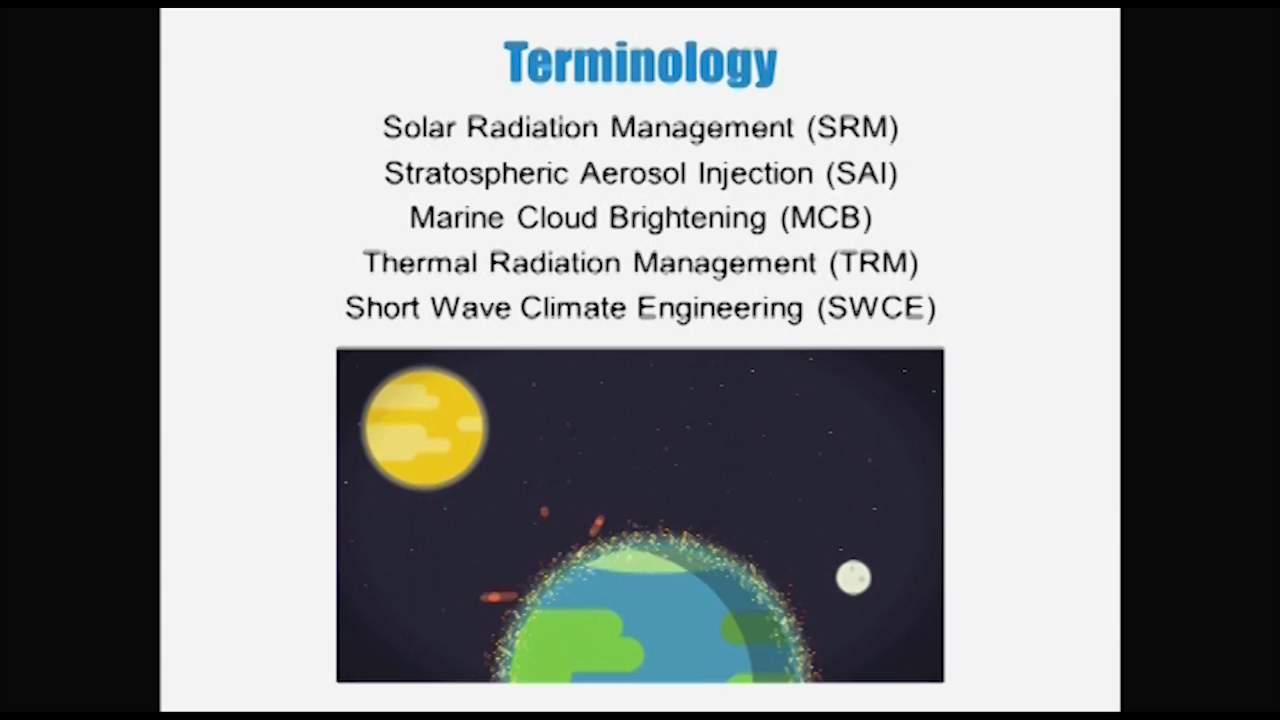 Terminology
Solar Radiation Management (SRM)
Stratospheric Aerosol Injection (SAI)
Marine Cloud Brightening (MCB)
Thermal Radiation Management (TRM)
Short Wave Climate Engineering (SWCE)